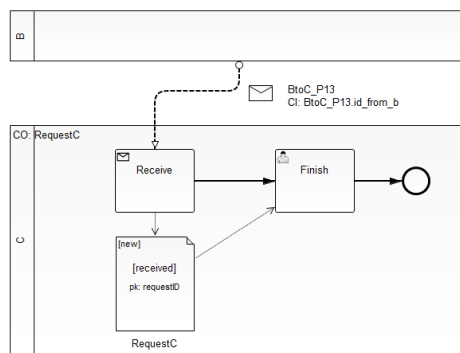 B
BtoC_P13
CI: BtoC_P13.id_from_b
CO: RequestC
C
Receive
Finish
[new]
[received]
pk: requestID
RequestC